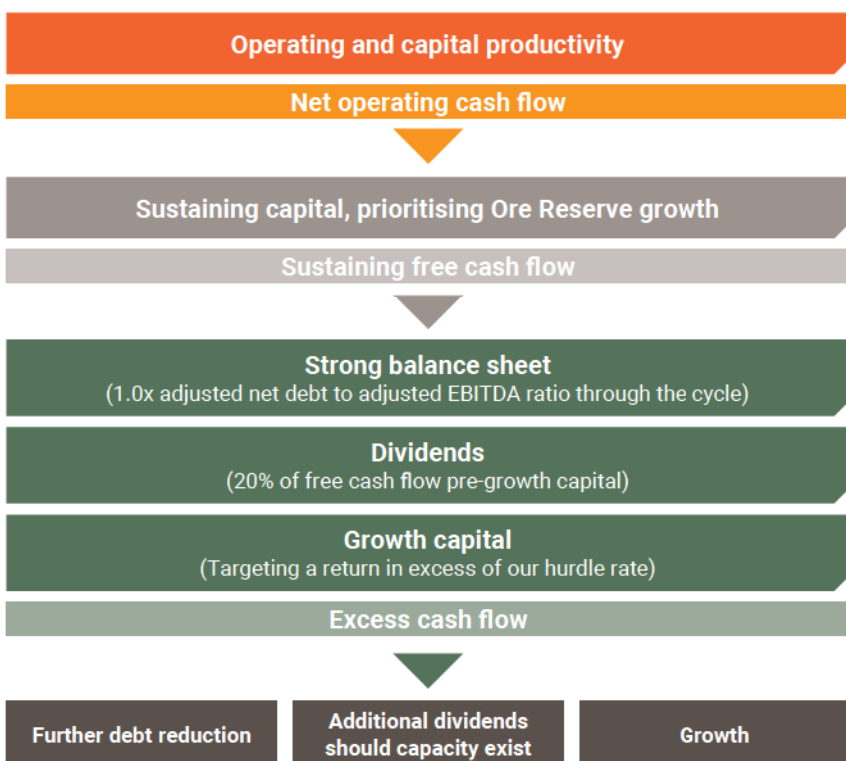 Operating and capital productivity
Net operating cash flow
Sustaining capital, prioritising Ore Reserve growth
Sustaining free cash flow
Strong balance sheet
(1.0x adjusted net debt to adjusted EBITDA ratio through the cycle)
Dividends
(20% of free cash flow pre-growth capital)
Growth capital
(Targeting a return in excess of our hurdle rate)
Excess cash flow
Further debt reduction
Additional dividends
should capacity exist
Growth